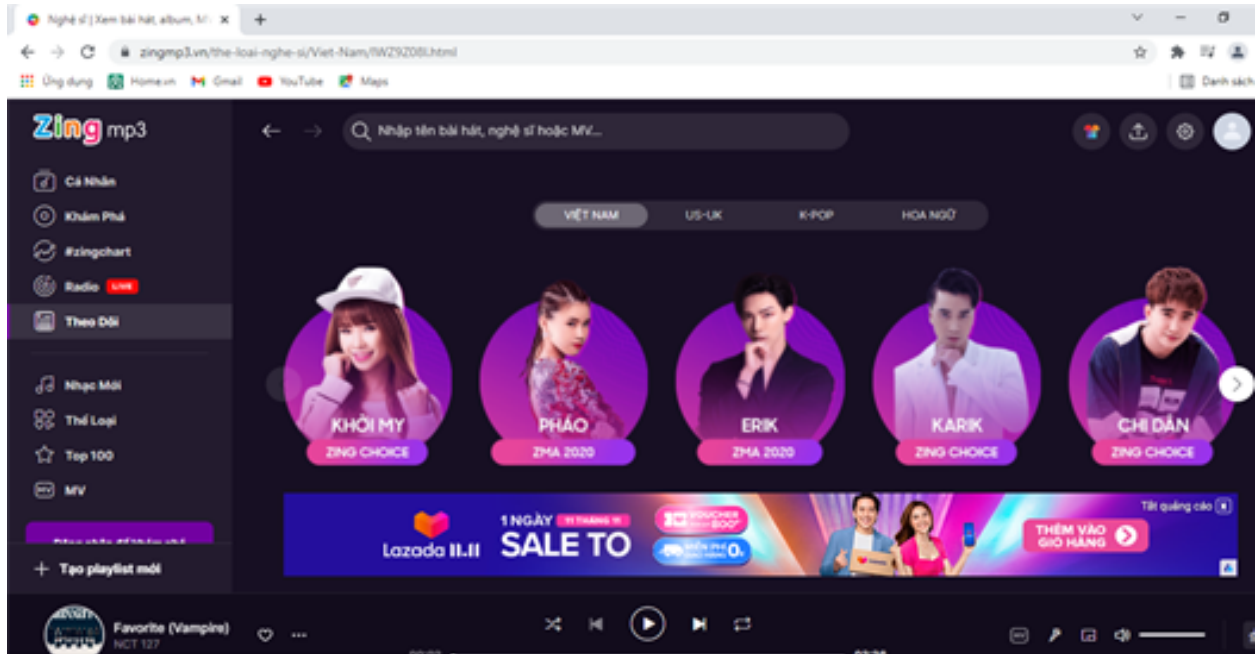 Nghệ sĩ | Xem bài hát, album, M
zingmp3.vn/the-loai-nghe-si/Viet-Nam/IWZ9Z08I.html
Ứng dụng Home.vn Gmail YouTube Maps Danh sách
Zing mp3
Nhập tên bài hát, nghệ sĩ hoặc MV...
Cá Nhân
Khám Phá
#zingchart
Radio LIVE
Theo Dõi
Nhạc Mới
Thể Loại
Top 100
MV
Tạo playlist mới
VIỆT NAM US-UK K-POP HOA NGỮ
KHỞI MY PHÁO ERIK KARIK CHI DÂN
ZING CHOICE ZMA 2020 ZMA 2020 ZING CHOICE ZING CHOICE
Tắt quảng cáo
Lazada 11.11
1 NGÀY 11 THÁNG 11
SALE TO
VOUCHER
THÊM VÀO
GIỎ HÀNG
Favorite (Vampire)
NCT 127